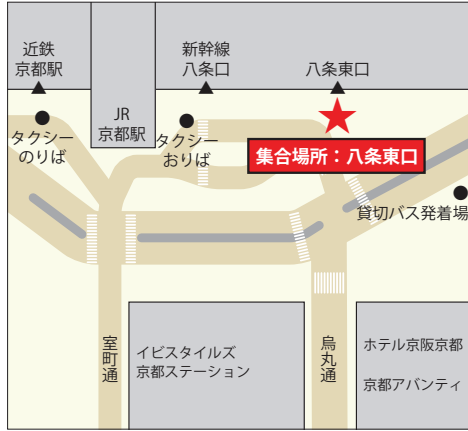 近鉄
京都駅
新幹線
八条口
八条東口
JR
京都駅
タクシー
のりば
タクシー
おりば
集合場所：八条東口
貸切バス発着場
室町通
イビスタイルズ
京都ステーション
烏丸通
ホテル京阪京都
京都アバンティ